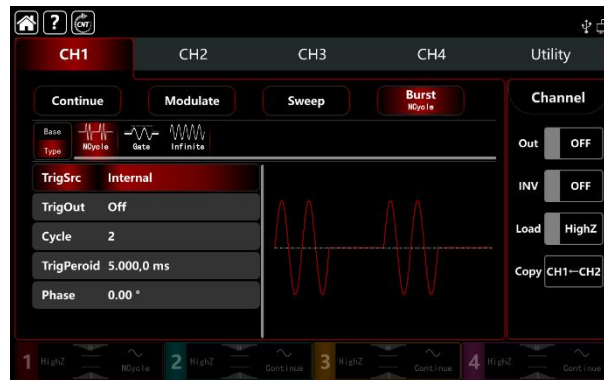 ? CNT
CH1 CH2 CH3 CH4 Utility
Continue Modulate Sweep Burst NCycle
Channel
Base Type NCycle Gate Infinite
Out OFF
TrigSrc Internal
INV OFF
TrigOut Off
Load HighZ
Cycle 2
TrigPeroid 5.000,0 ms
Copy CH1←CH2
Phase 0.00 °
1 HighZ NCycle 2 HighZ Continue 3 HighZ Continue 4 HighZ Continue